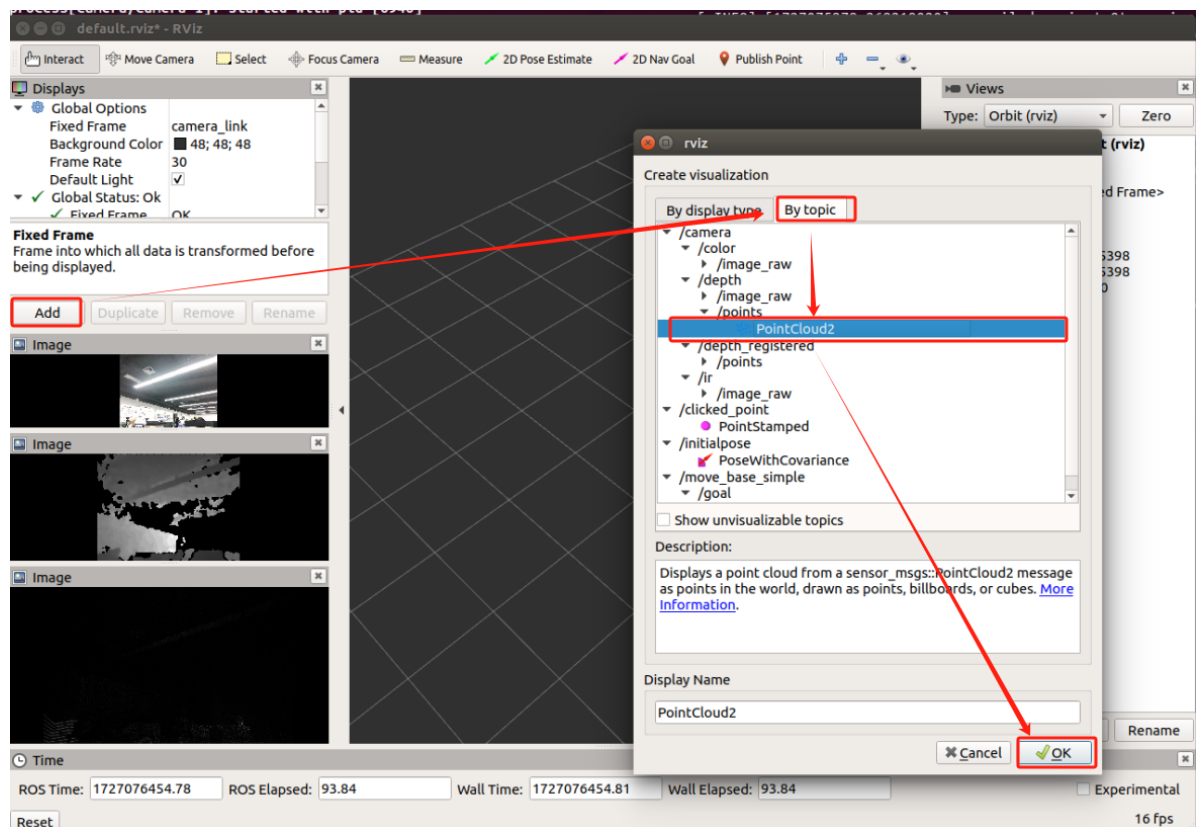 default.rviz* - RViz
Interact Move Camera Select Focus Camera Measure 2D Pose Estimate 2D Nav Goal Publish Point
Displays
Global Options
Fixed Frame camera_link
Background Color 48; 48; 48
Frame Rate 30
Default Light
Global Status: Ok
Fixed Frame OK
Fixed Frame
Frame into which all data is transformed before
being displayed.
Add Duplicate Remove Rename
Image
Image
Image
rviz
Create visualization
By display type By topic
/camera
/color
/image_raw
/depth
/image_raw
/points
PointCloud2
/depth_registered
/points
/ir
/image_raw
/clicked_point
PointStamped
/initialpose
PoseWithCovariance
/move_base_simple
/goal
Show unvisualizable topics
Description:
Displays a point cloud from a sensor_msgs::PointCloud2 message
as points in the world, drawn as points, billboards, or cubes. More
Information.
Display Name
PointCloud2
Cancel OK
Views
Type: Orbit (rviz) Zero
t (rviz)
ed Frame>
5398
5398
0
Rename
Time
ROS Time: 1727076454.78 ROS Elapsed: 93.84 Wall Time: 1727076454.81 Wall Elapsed: 93.84 Experimental
Reset 16 fps